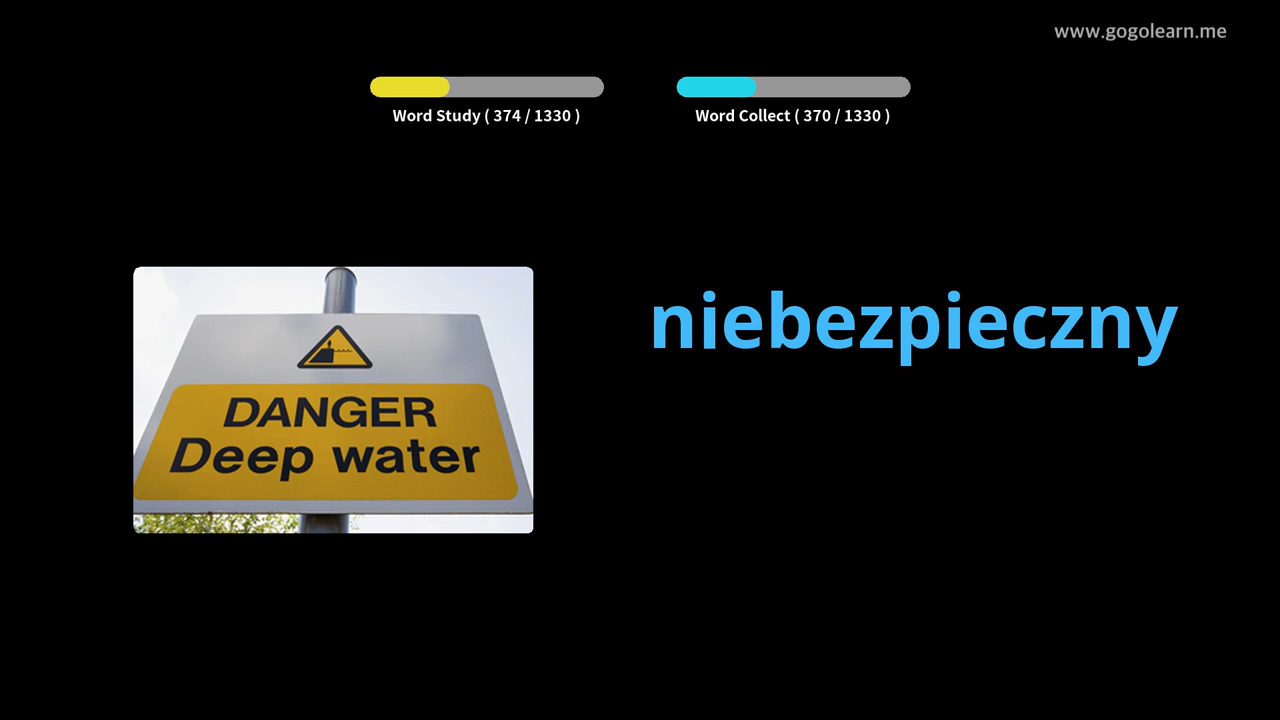 www.gogolearn.me
Word Study ( 374 / 1330 )
Word Collect ( 370 / 1330 )
niebezpieczny
DANGER
Deep water